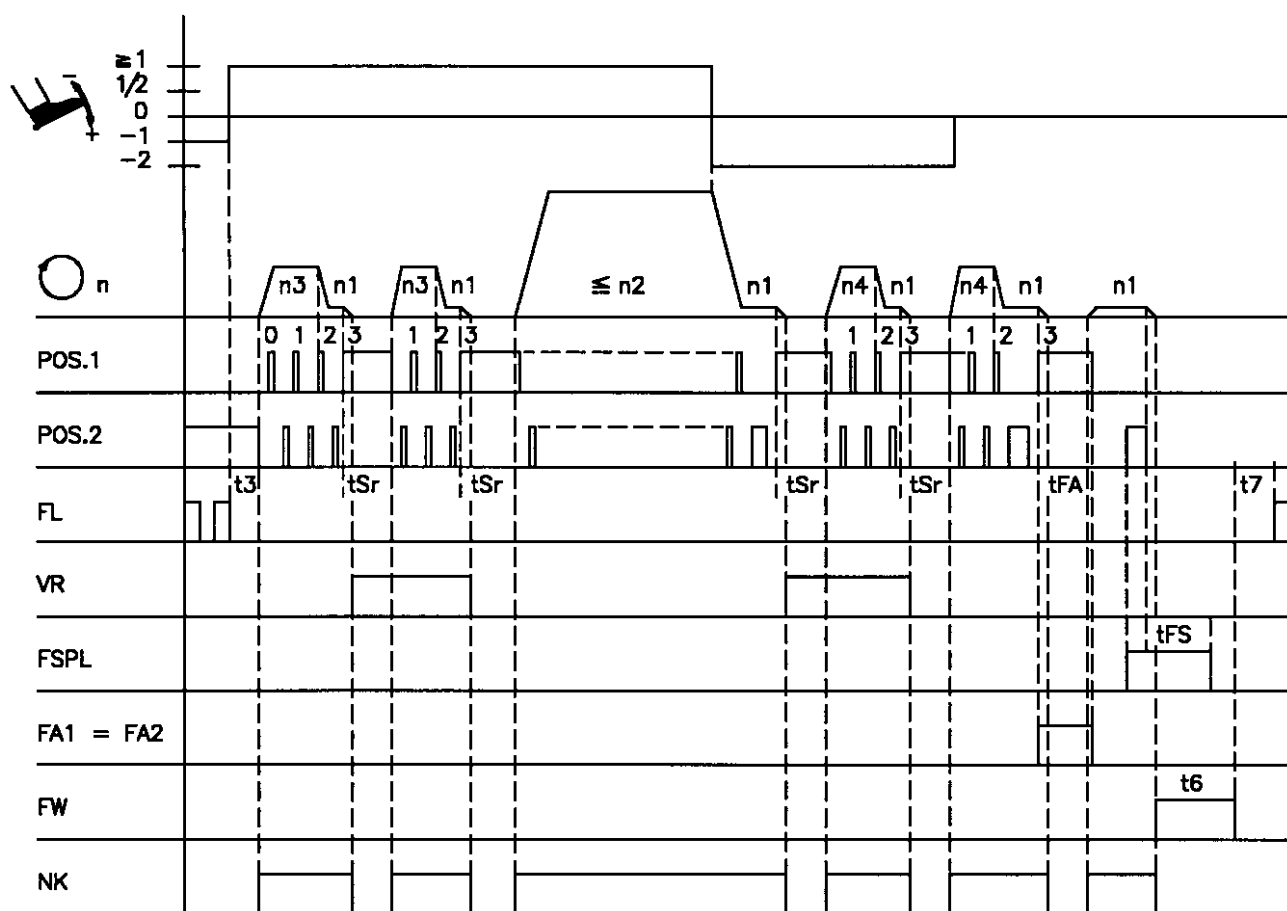 ≧1
1/2
0
-1
-2
-
+
n
n3 n1 n3 n1 ≦ n2 n1 n4 n1 n4 n1 n1
0 1 2 3 1 2 3 1 2 3 1 2 3
POS.1
POS.2
t3 tSr tSr tSr tSr tFA t7
FL
VR
FSPL tFS
FA1 = FA2
FW t6
NK